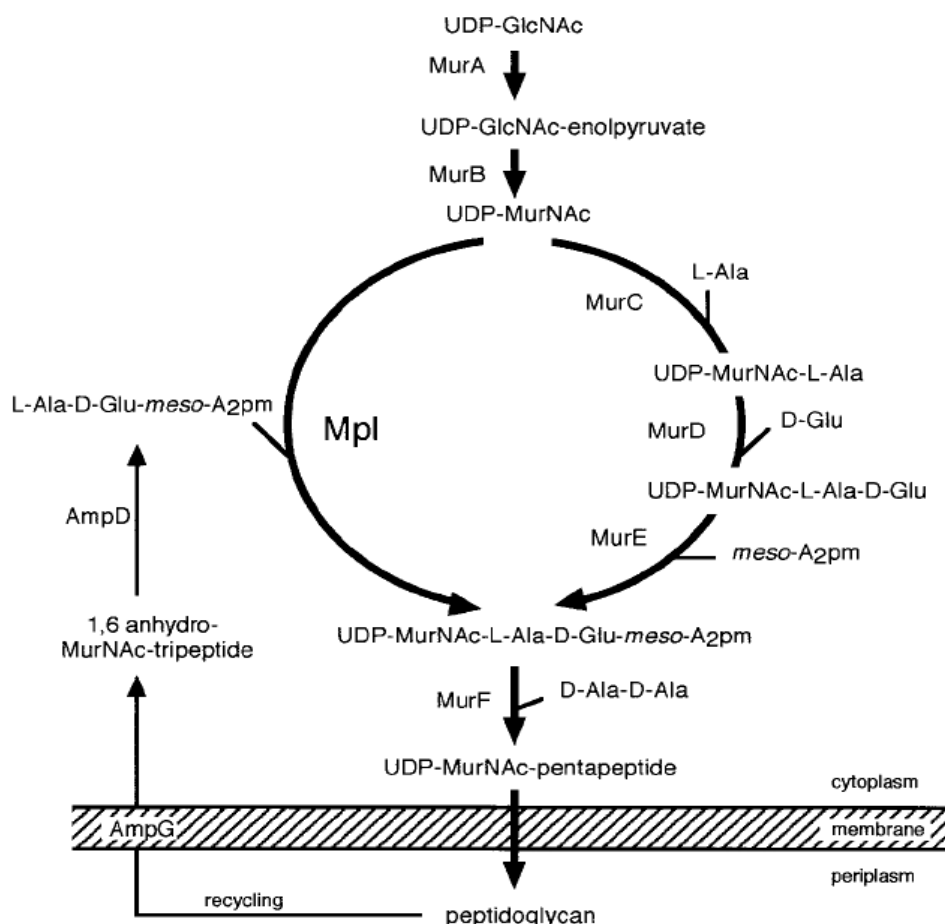 UDP-GlcNAc
MurA
UDP-GlcNAc-enolpyruvate
MurB
UDP-MurNAc
L-Ala
MurC
UDP-MurNAc-L-Ala
L-Ala-D-Glu-meso-A2pm
Mpl
MurD
D-Glu
UDP-MurNAc-L-Ala-D-Glu
AmpD
MurE
meso-A2pm
1,6 anhydro-
MurNAc-tripeptide
UDP-MurNAc-L-Ala-D-Glu-meso-A2pm
MurF
D-Ala-D-Ala
UDP-MurNAc-pentapeptide
cytoplasm
AmpG
membrane
periplasm
recycling
peptidoglycan